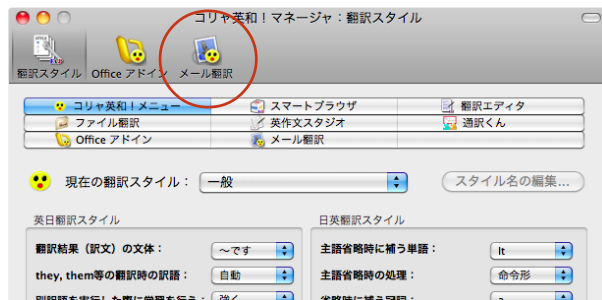 コリャ英和！マネージャ：翻訳スタイル
翻訳スタイル Office アドイン メール翻訳
コリャ英和！メニュー スマートブラウザ 翻訳エディタ
ファイル翻訳 英作文スタジオ 通訳くん
Office アドイン メール翻訳
現在の翻訳スタイル： 一般 スタイル名の編集...
英日翻訳スタイル 日英翻訳スタイル
翻訳結果（訳文）の文体： 〜です 主語省略時に補う単語： It
they, them等の翻訳時の訳語： 自動 主語省略時の処理： 命令形